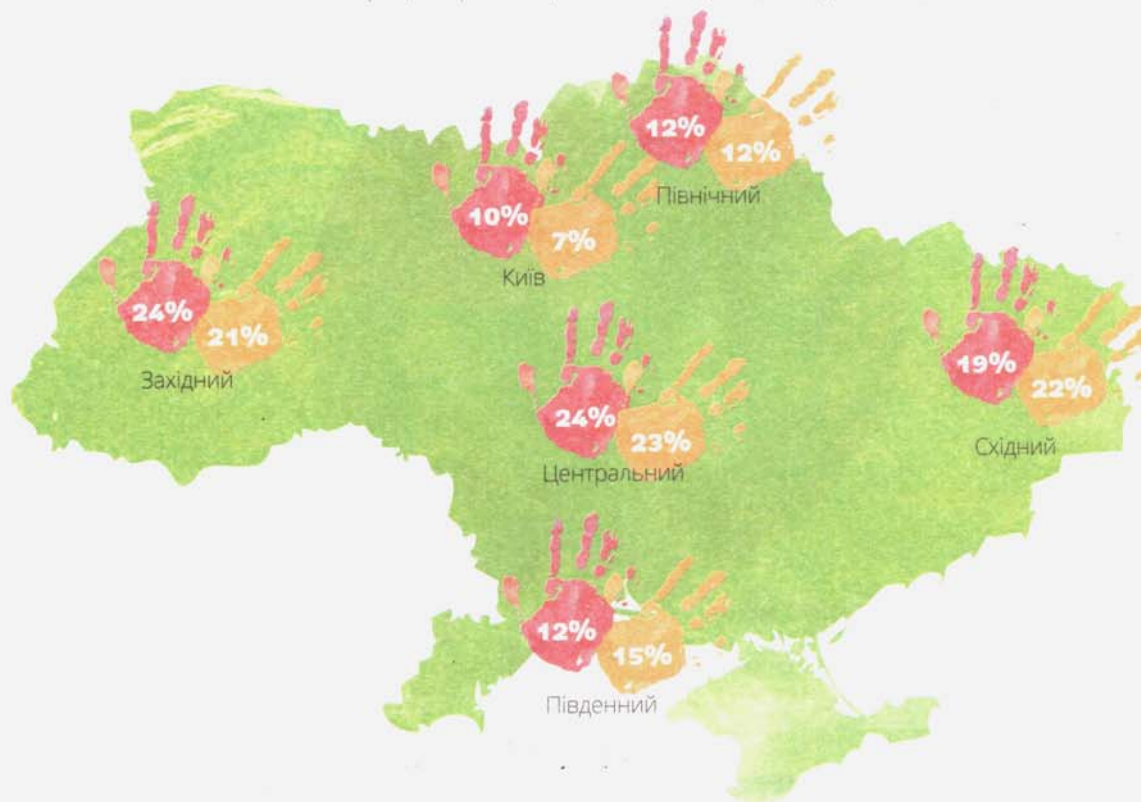 12%
12%
Північний
10%
7%
Київ
24%
21%
Західний
19%
22%
Східний
24%
23%
Центральний
12%
15%
Південний